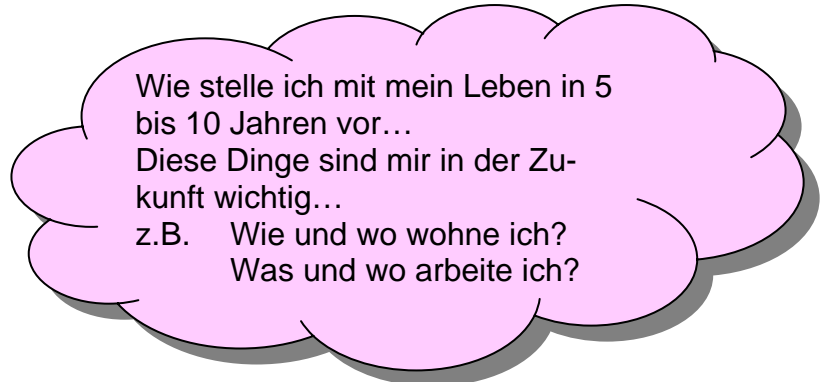 Wie stelle ich mit mein Leben in 5
bis 10 Jahren vor…
Diese Dinge sind mir in der Zu-
kunft wichtig…
z.B. Wie und wo wohne ich?
Was und wo arbeite ich?